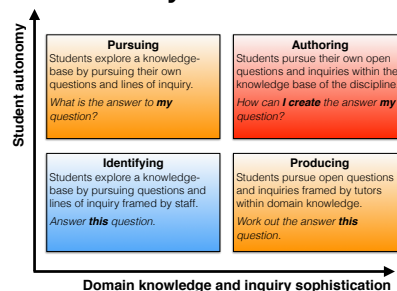 Student autonomy
Pursuing
Students explore a knowledge-
base by pursuing their own
questions and lines of inquiry.
What is the answer to my
question?
Authoring
Students pursue their own open
questions and inquiries within the
knowledge base of the discipline
How can I create the answer my
question?
Identifying
Students explore a knowledge-
base by pursuing questions and
lines of inquiry framed by staff.
Answer this question.
Producing
Students pursue open questions
and inquiries framed by tutors
within domain knowledge.
Work out the answer this
question.
Domain knowledge and inquiry sophistication